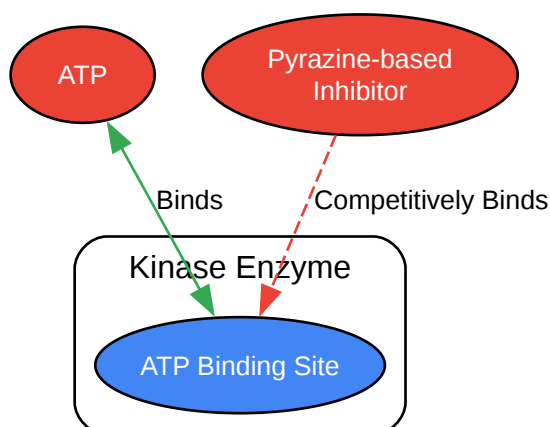 ATP
Pyrazine-based
Inhibitor
Binds
Competitively Binds
Kinase Enzyme
ATP Binding Site